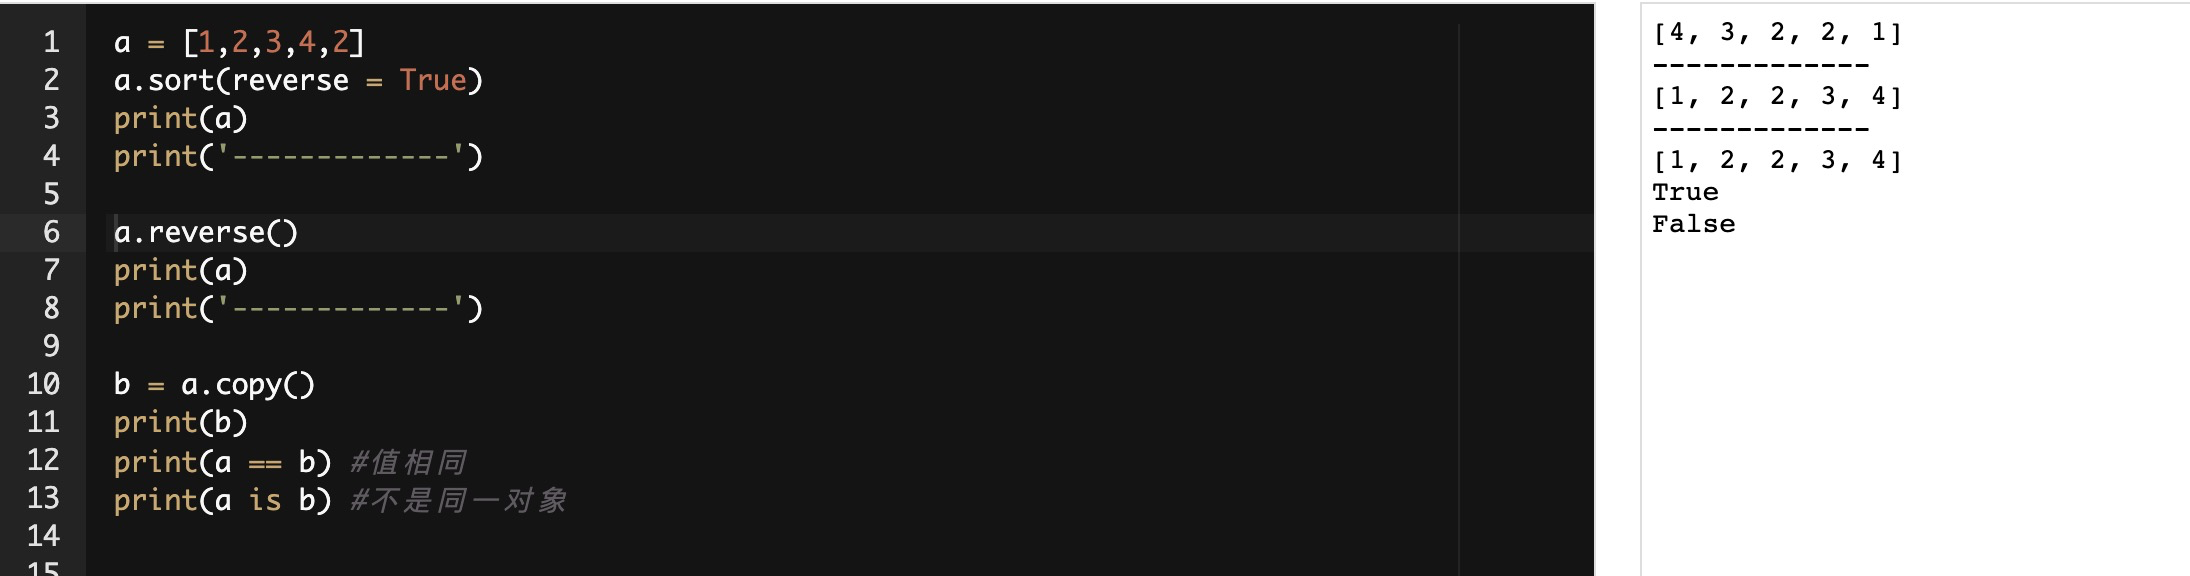 1 a = [1,2,3,4,2]
2 a.sort(reverse = True)
3 print(a)
4 print('-------------')
5
6 a.reverse()
7 print(a)
8 print('-------------')
9
10 b = a.copy()
11 print(b)
12 print(a == b) #值相同
13 print(a is b) #不是同一对象
14
15
[4, 3, 2, 2, 1]
-------------
[1, 2, 2, 3, 4]
-------------
[1, 2, 2, 3, 4]
True
False